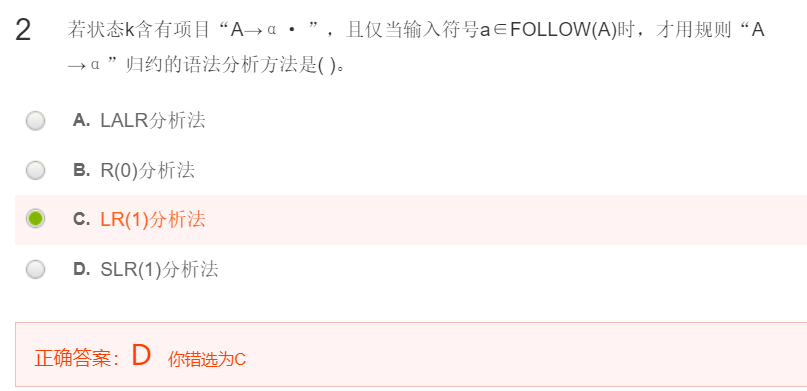 2 若状态k含有项目“A→α·”，且仅当输入符号a∈FOLLOW(A)时，才用规则“A
→α”归约的语法分析方法是( )。
A. LALR分析法
B. R(0)分析法
C. LR(1)分析法
D. SLR(1)分析法
正确答案：D 你错选为C